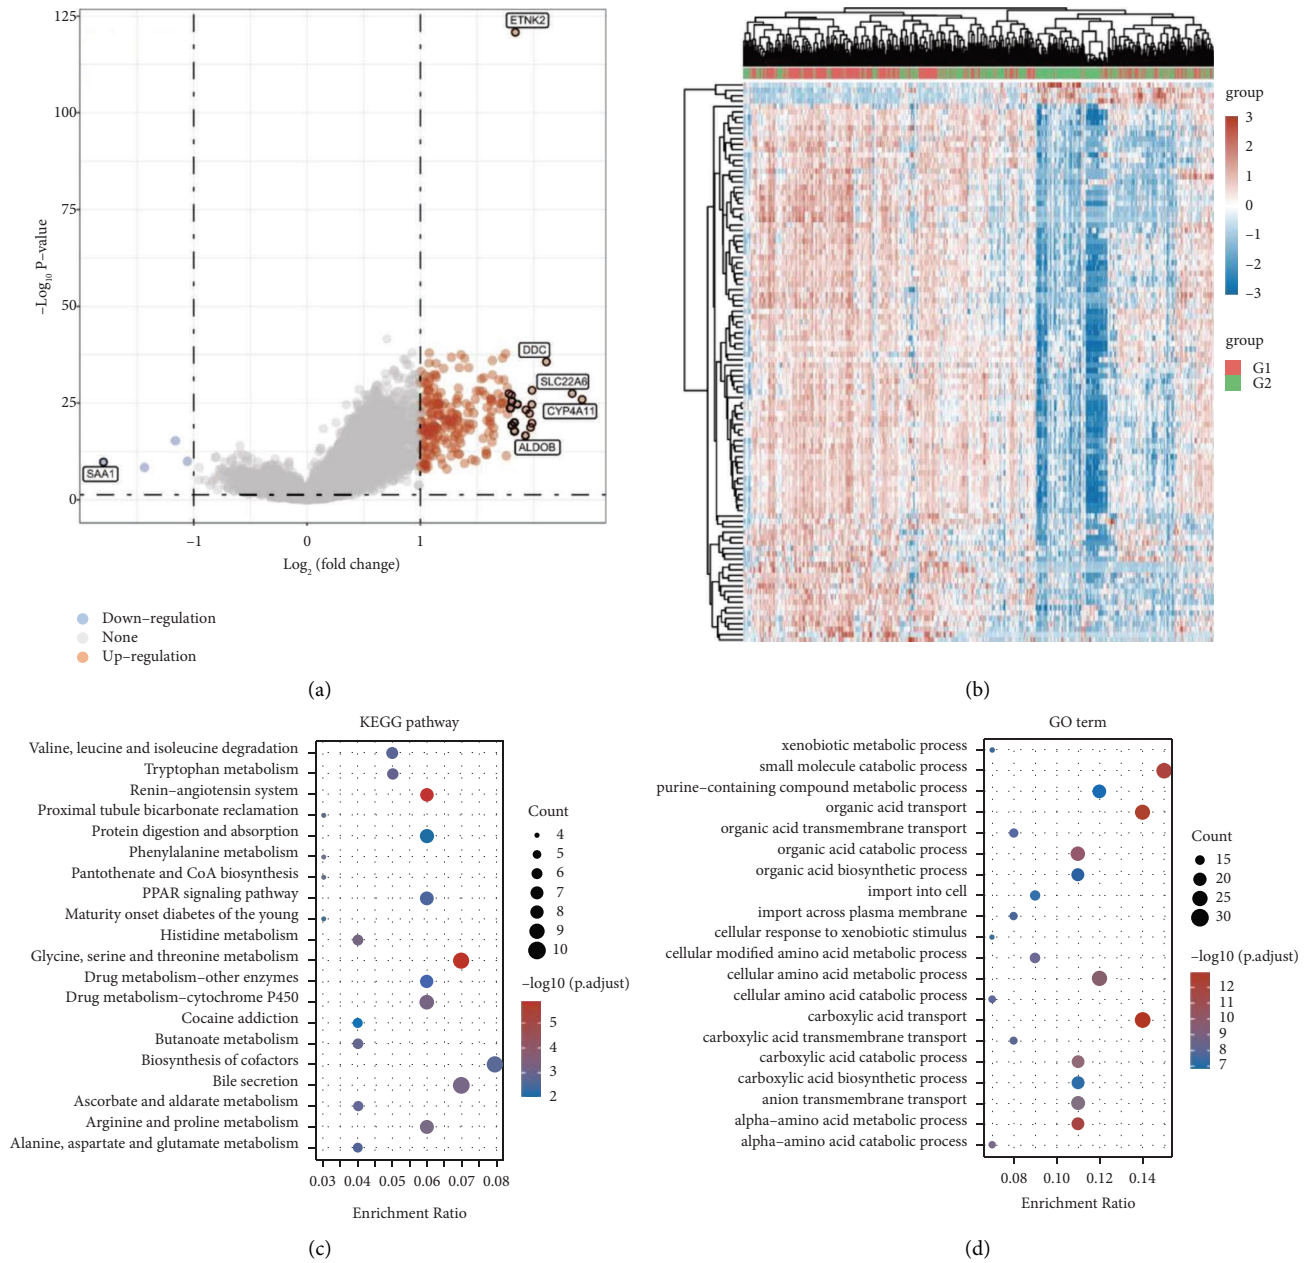 125
100
75
50
25
0
−Log10 P−value
ETNK2
DDC
SLC22A6
CYP4A11
ALDOB
SAA1
−1
0
1
Log2 (fold change)
Down−regulation
None
Up−regulation
(a)
group
3
2
1
0
−1
−2
−3
group
G1
G2
(b)
KEGG pathway
Valine, leucine and isoleucine degradation
Tryptophan metabolism
Renin−angiotensin system
Proximal tubule bicarbonate reclamation
Protein digestion and absorption
Phenylalanine metabolism
Pantothenate and CoA biosynthesis
PPAR signaling pathway
Maturity onset diabetes of the young
Histidine metabolism
Glycine, serine and threonine metabolism
Drug metabolism−other enzymes
Drug metabolism−cytochrome P450
Cocaine addiction
Butanoate metabolism
Biosynthesis of cofactors
Bile secretion
Ascorbate and aldarate metabolism
Arginine and proline metabolism
Alanine, aspartate and glutamate metabolism
0.03 0.04 0.05 0.06 0.07 0.08
Enrichment Ratio
Count
4
5
6
7
8
9
10
−log10 (p.adjust)
5
4
3
2
(c)
GO term
xenobiotic metabolic process
small molecule catabolic process
purine−containing compound metabolic process
organic acid transport
organic acid transmembrane transport
organic acid catabolic process
organic acid biosynthetic process
import into cell
import across plasma membrane
cellular response to xenobiotic stimulus
cellular modified amino acid metabolic process
cellular amino acid metabolic process
cellular amino acid catabolic process
carboxylic acid transport
carboxylic acid transmembrane transport
carboxylic acid catabolic process
carboxylic acid biosynthetic process
anion transmembrane transport
alpha−amino acid metabolic process
alpha−amino acid catabolic process
0.08 0.10 0.12 0.14
Enrichment Ratio
Count
15
20
25
30
−log10 (p.adjust)
12
11
10
9
8
7
(d)